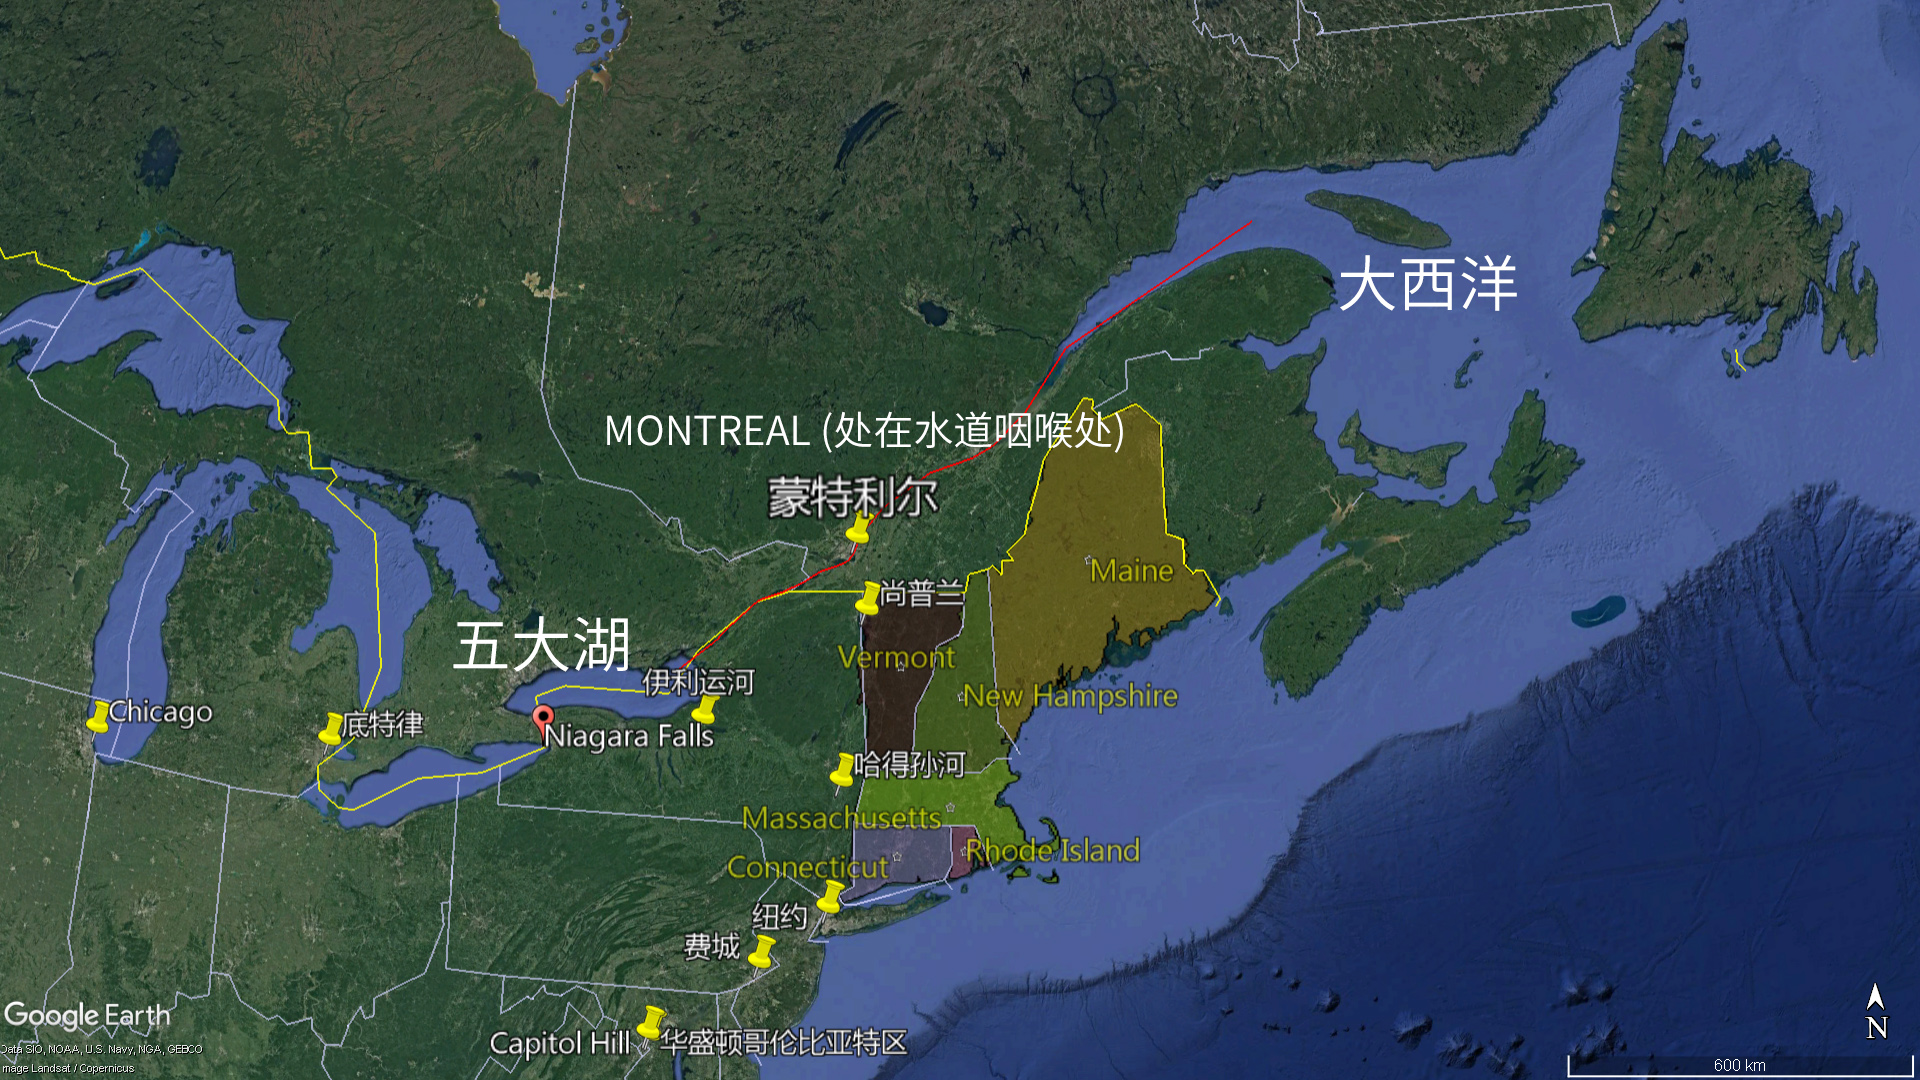 大西洋
MONTREAL (处在水道咽喉处)
蒙特利尔
Maine
尚普兰
五大湖
Vermont
伊利运河
New Hampshire
Chicago
底特律
Niagara Falls
哈得孙河
Massachusetts
Rhode Island
Connecticut
纽约
费城
Google Earth
Capitol Hill
华盛顿哥伦比亚特区
N
Data SIO, NOAA, U.S. Navy, NGA, GEBCO
mage Landsat / Copernicus
600 km